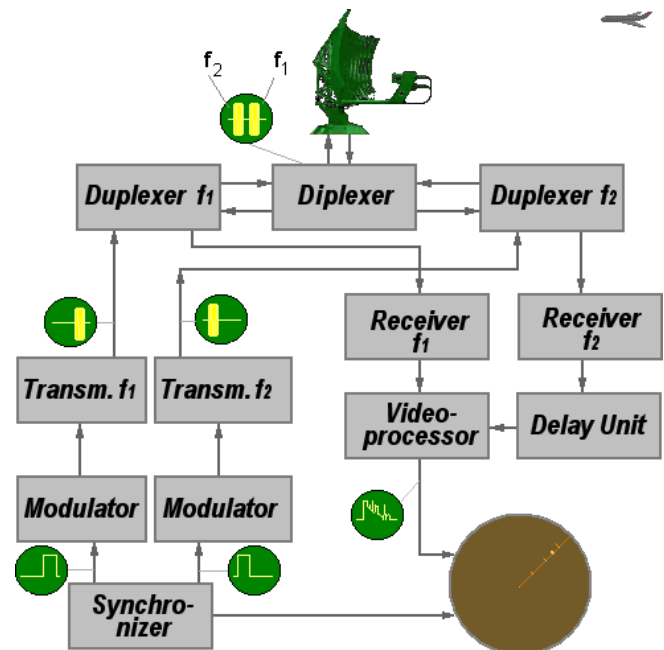 f2 f1
Duplexer f1
Diplexer
Duplexer f2
Receiver
f1
Receiver
f2
Transm. f1
Transm. f2
Video-
processor
Delay Unit
Modulator
Modulator
Synchro-
nizer